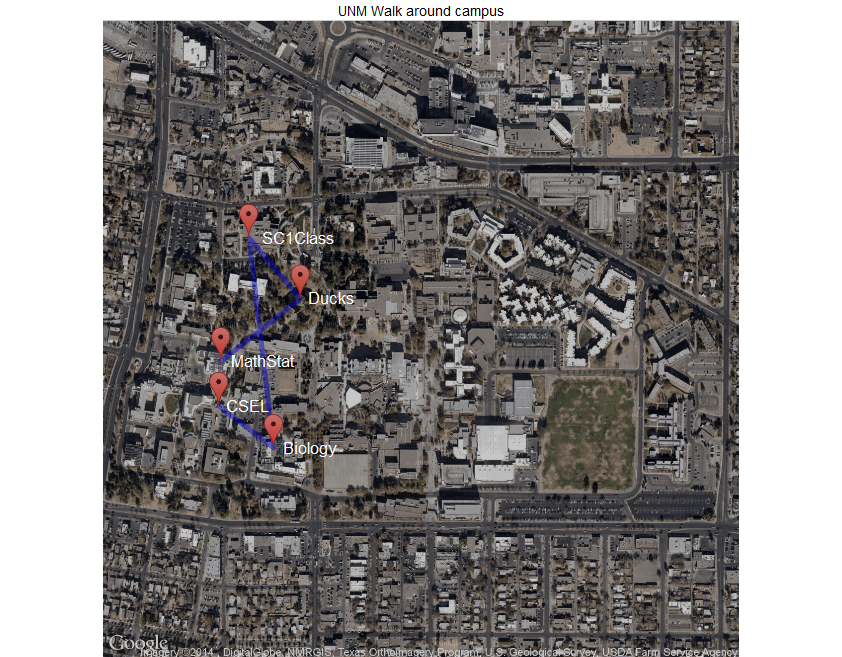 UNM Walk around campus
SC1Class
Ducks
MathStat
CSEL
Biology
Google
Imagery ©2014 , DigitalGlobe, NMRGIS, Texas Orthoimagery Program, U.S. Geological Survey, USDA Farm Service Agency